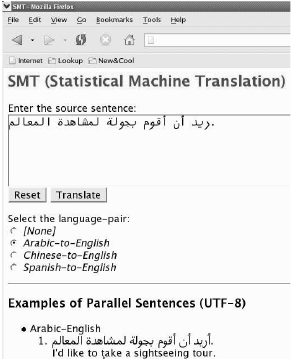 SMT - Mozilla Firefox
File Edit View Go Bookmarks Tools Help
Internet Lookup New&Cool
SMT (Statistical Machine Translation)
Enter the source sentence:
ريد أن أقوم بجولة لمشاهدة المعالم.
Reset Translate
Select the language-pair:
[None]
Arabic-to-English
Chinese-to-English
Spanish-to-English
Examples of Parallel Sentences (UTF-8)
Arabic-English
1. أريد أن أقوم بجولة لمشاهدة المعالم.
I'd like to take a sightseeing tour.